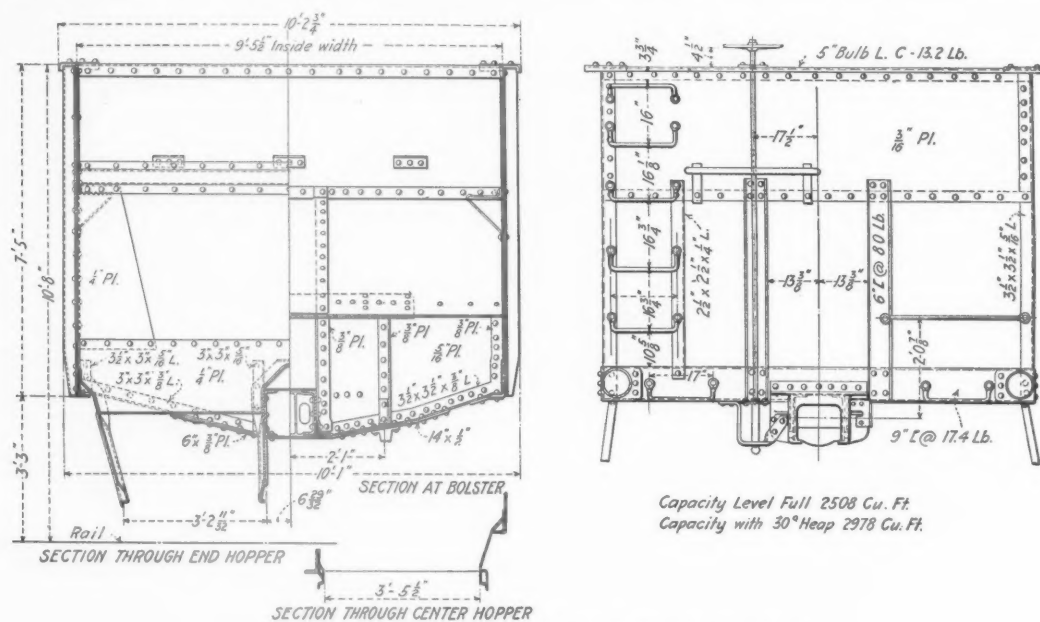 10'-2 3/4"
9'-5 1/2" Inside width
7'-5"
10'-8"
3'-3"
1/4" Pl.
3 1/2" x 3" x 5/16" L.
3" x 3" x
3" x 3" x 3/8" L.
1/4" Pl.
6" x 3/8" Pl.
3/8" Pl.
3/8" Pl.
3/8" Pl.
5/16" Pl.
3 1/2" x 3 1/2" x 3/8" L.
14" x 1/2"
2'-1"
10'-1"
SECTION AT BOLSTER
3'-2 11/32"
6 29/32"
Rail
SECTION THROUGH END HOPPER
3'-5 1/2"
SECTION THROUGH CENTER HOPPER
3 3/4"
4 1/2"
5" Bulb L. C-13.2 Lb.
16"
17 1/2"
3/16" Pl.
16 1/8"
16 3/4"
2 1/2" x 2 1/2" x 1/4" L.
13 3/8"
13 3/8"
6" [ @ 8.0 Lb.
3 1/2" x 3 1/2" x 5/16" L.
16 3/4"
10 5/8"
2'-0 7/8"
17"
9" [ @ 17.4 Lb.
Capacity Level Full 2508 Cu. Ft.
Capacity with 30° Heap 2978 Cu. Ft.